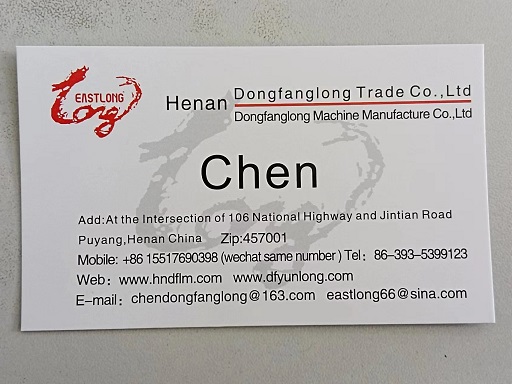 EASTLONG
Long
Henan Dongfanglong Trade Co.,Ltd
Dongfanglong Machine Manufacture Co.,Ltd
Chen
Add:At the Intersection of 106 National Highway and Jintian Road
Puyang,Henan China Zip:457001
Mobile: +86 15517690398 (wechat same number) Tel: 86-393-5399123
Web: www.hndflm.com www.dfyunlong.com
E-mail: chendongfanglong@163.com eastlong66@sina.com